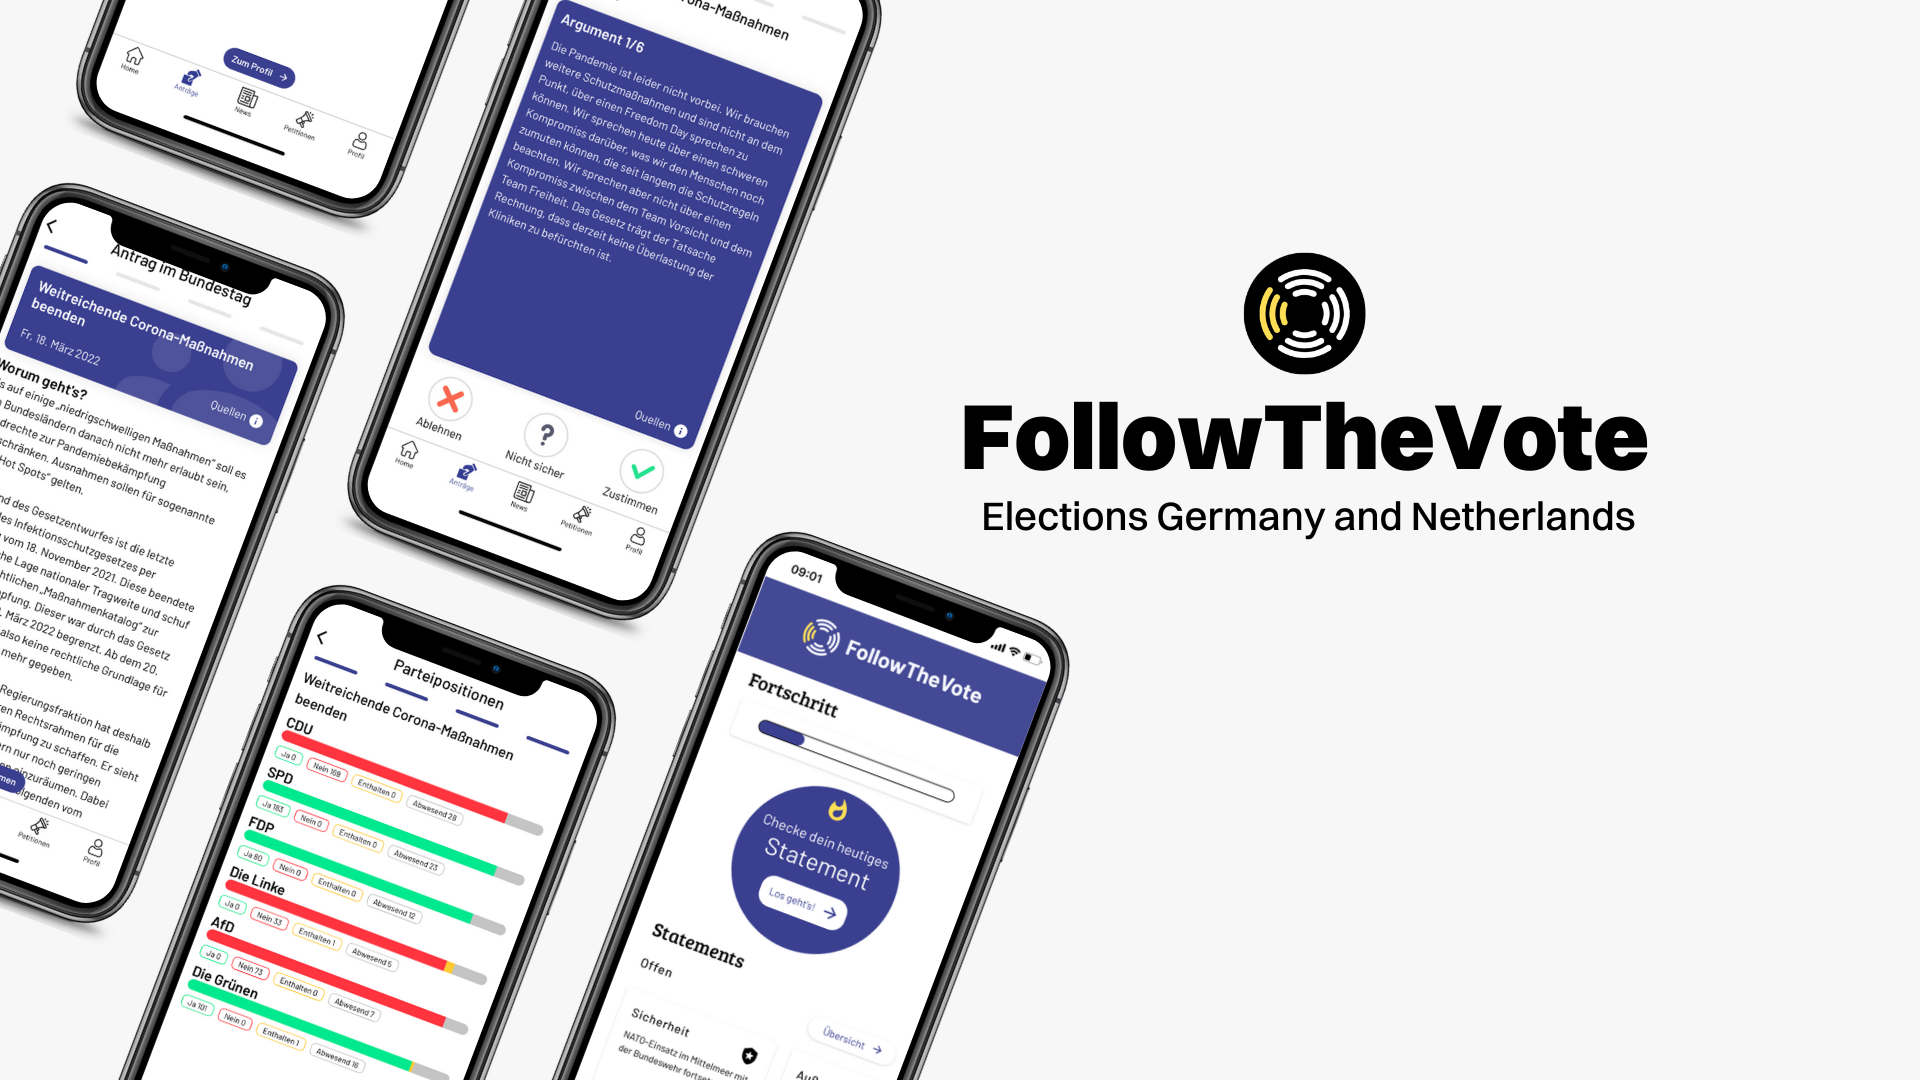 Zum Profil
Home
Anträge
News
Petitionen
Profil
Corona-Maßnahmen
Argument 1/6
Die Pandemie ist leider nicht vorbei. Wir brauchen
weitere Schutzmaßnahmen und sind nicht an dem
Punkt, über einen Freedom Day sprechen zu
können. Wir sprechen heute über einen schweren
Kompromiss darüber, was wir den Menschen noch
zumuten können, die seit langem die Schutzregeln
beachten. Wir sprechen aber nicht über einen
Kompromiss zwischen dem Team Vorsicht und dem
Team Freiheit. Das Gesetz trägt der Tatsache
Rechnung, dass derzeit keine Überlastung der
Kliniken zu befürchten ist.
Quellen
Ablehnen
Nicht sicher
Zustimmen
Home
Anträge
News
Petitionen
Profil
Antrag im Bundestag
Weitreichende Corona-Maßnahmen
beenden
Fr, 18. März 2022
Quellen
Worum geht's?
s auf einige „niedrigschwelligen Maßnahmen" soll es
Bundesländern danach nicht mehr erlaubt sein,
drechte zur Pandemiebekämpfung
schränken. Ausnahmen sollen für sogenannte
Hot Spots" gelten.
nd des Gesetzentwurfes ist die letzte
des Infektionsschutzgesetzes per
vom 18. November 2021. Diese beendete
che Lage nationaler Tragweite und schuf
htlichen „Maßnahmenkatalog" zur
pfung. Dieser war durch das Gesetz
. März 2022 begrenzt. Ab dem 20.
also keine rechtliche Grundlage für
mehr gegeben.
Regierungsfraktion hat deshalb
ren Rechtsrahmen für die
ämpfung zu schaffen. Er sieht
ern nur noch geringen
einzuräumen. Dabei
olgenden vom
men
Petitionen
Profil
Parteipositionen
Weitreichende Corona-Maßnahmen
beenden
CDU
Ja 0 Nein 169 Enthalten 0 Abwesend 28
SPD
Ja 183 Nein 0 Enthalten 0 Abwesend 23
FDP
Ja 80 Nein 0 Enthalten 0 Abwesend 12
Die Linke
Ja 0 Nein 33 Enthalten 1 Abwesend 5
AfD
Ja 0 Nein 73 Enthalten 0 Abwesend 7
Die Grünen
Ja 101 Nein 0 Enthalten 1 Abwesend 16
09:01
FollowTheVote
Fortschritt
Checke dein heutiges
Statement
Los geht's!
Statements
Offen
Übersicht
Sicherheit
NATO-Einsatz im Mittelmeer mit
der Bundeswehr fortse
Auß
FollowTheVote
Elections Germany and Netherlands